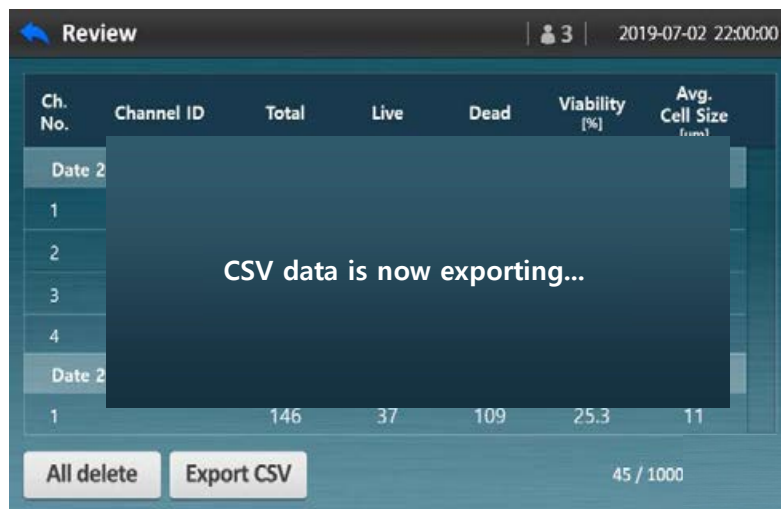 Review 3 2019-07-02 22:00:00
Ch. No. Channel ID Total Live Dead Viability [%] Avg. Cell Size [um]
Date 2
1
2
CSV data is now exporting...
3
4
Date 2
1 146 37 109 25.3 11
All delete Export CSV 45 / 1000